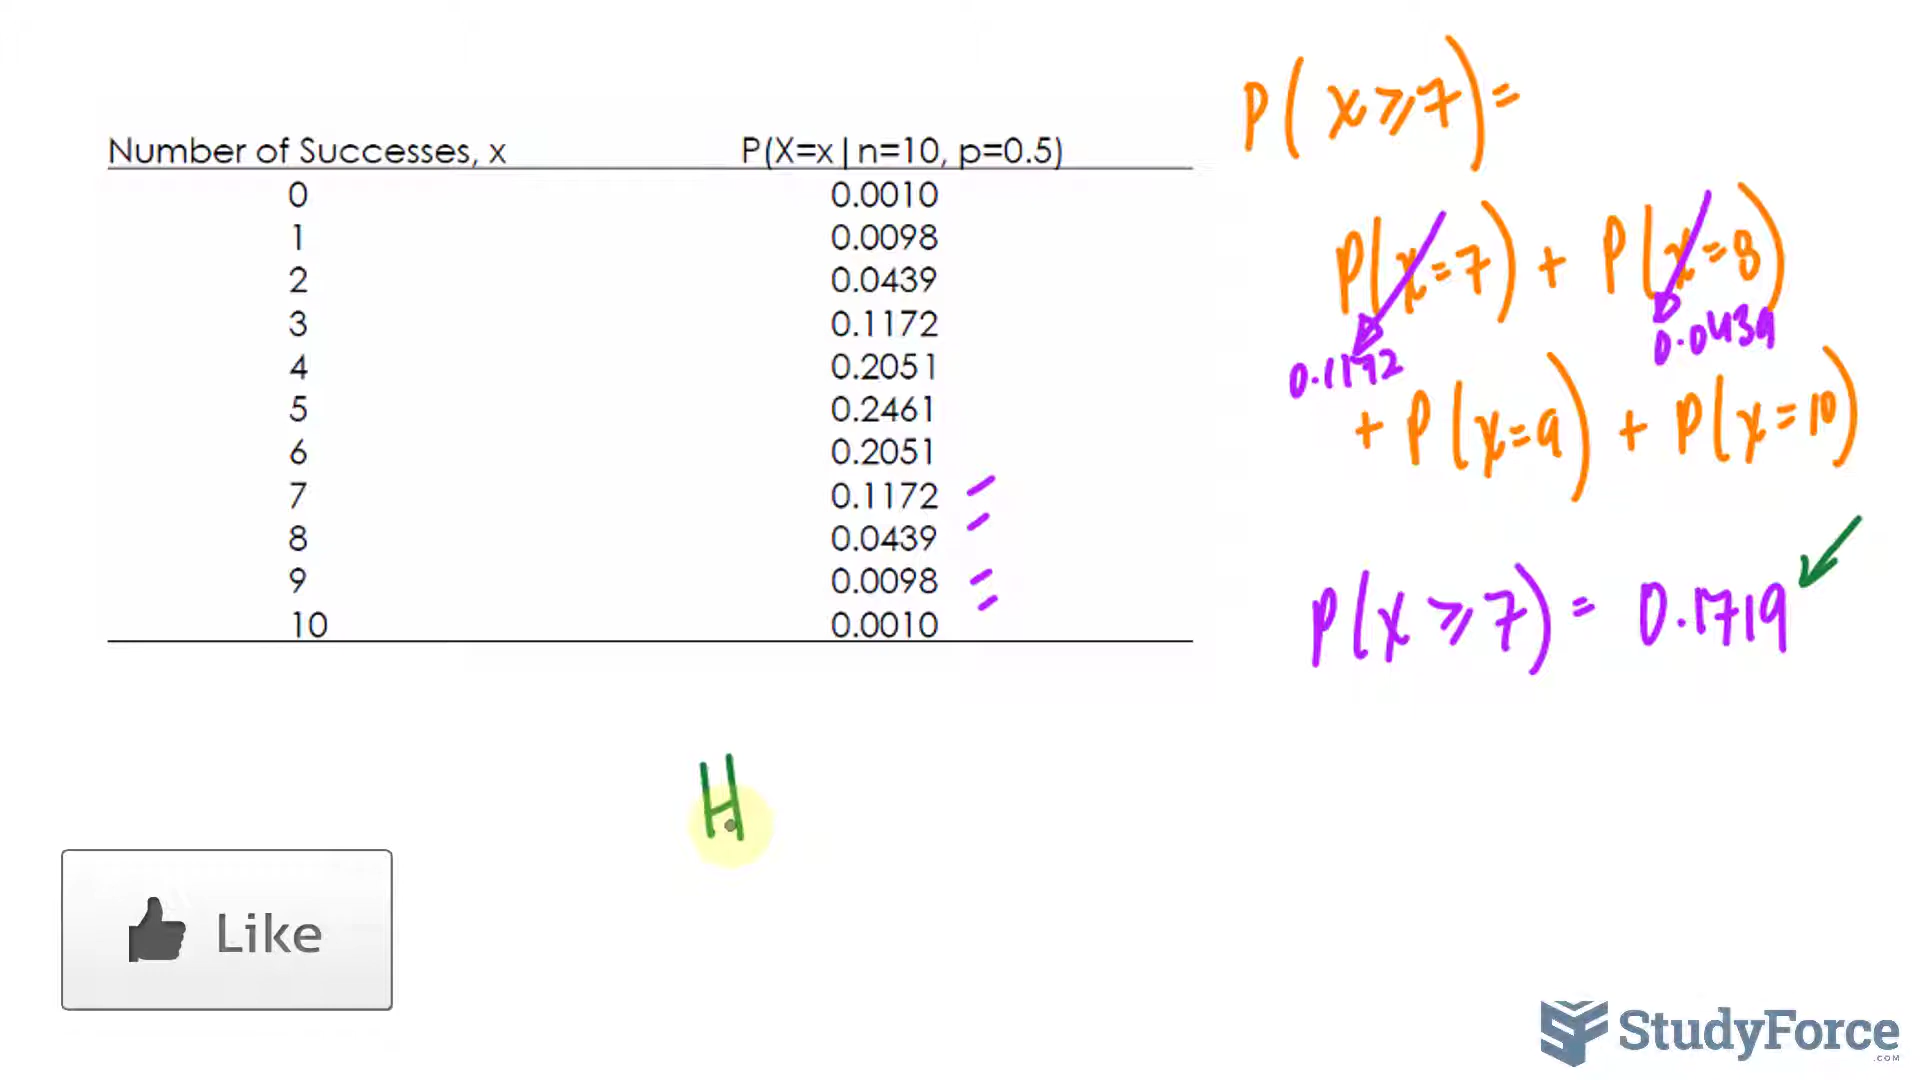 Number of Successes, x P(X=x|n=10, p=0.5)
0 0.0010
1 0.0098
2 0.0439
3 0.1172
4 0.2051
5 0.2461
6 0.2051
7 0.1172
8 0.0439
9 0.0098
10 0.0010
P(x≥7)=
P(x=7) + P(x=8)
0.1172 0.0439
+ P(x=9) + P(x=10)
P(x≥7) = 0.1719
H
Like
StudyForce
.COM